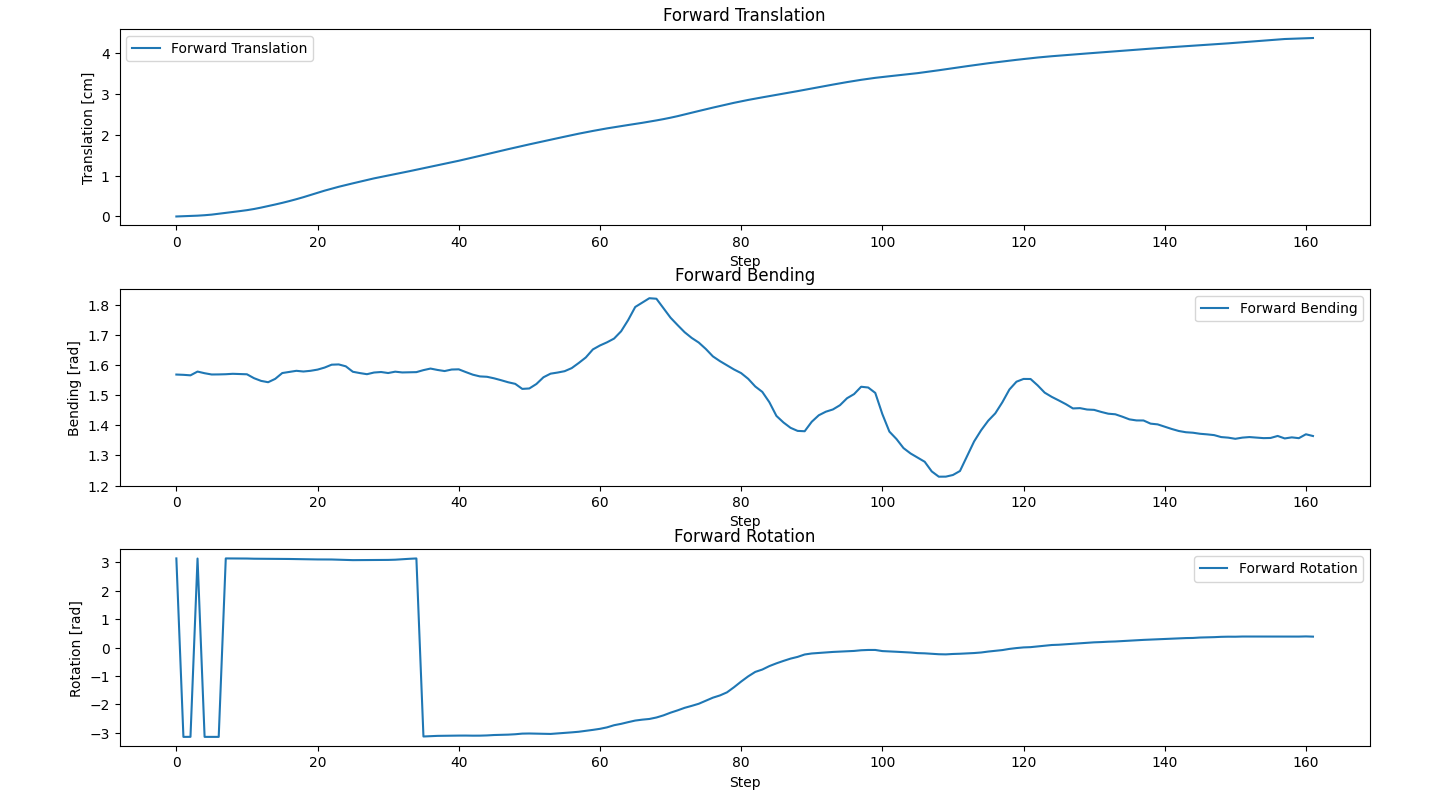 Forward Translation
Forward Translation
Translation [cm]
4
3
2
1
0
0 20 40 60 80 100 120 140 160
Step
Forward Bending
Forward Bending
Bending [rad]
1.8
1.7
1.6
1.5
1.4
1.3
1.2
0 20 40 60 80 100 120 140 160
Step
Forward Rotation
Forward Rotation
Rotation [rad]
3
2
1
0
−1
−2
−3
0 20 40 60 80 100 120 140 160
Step